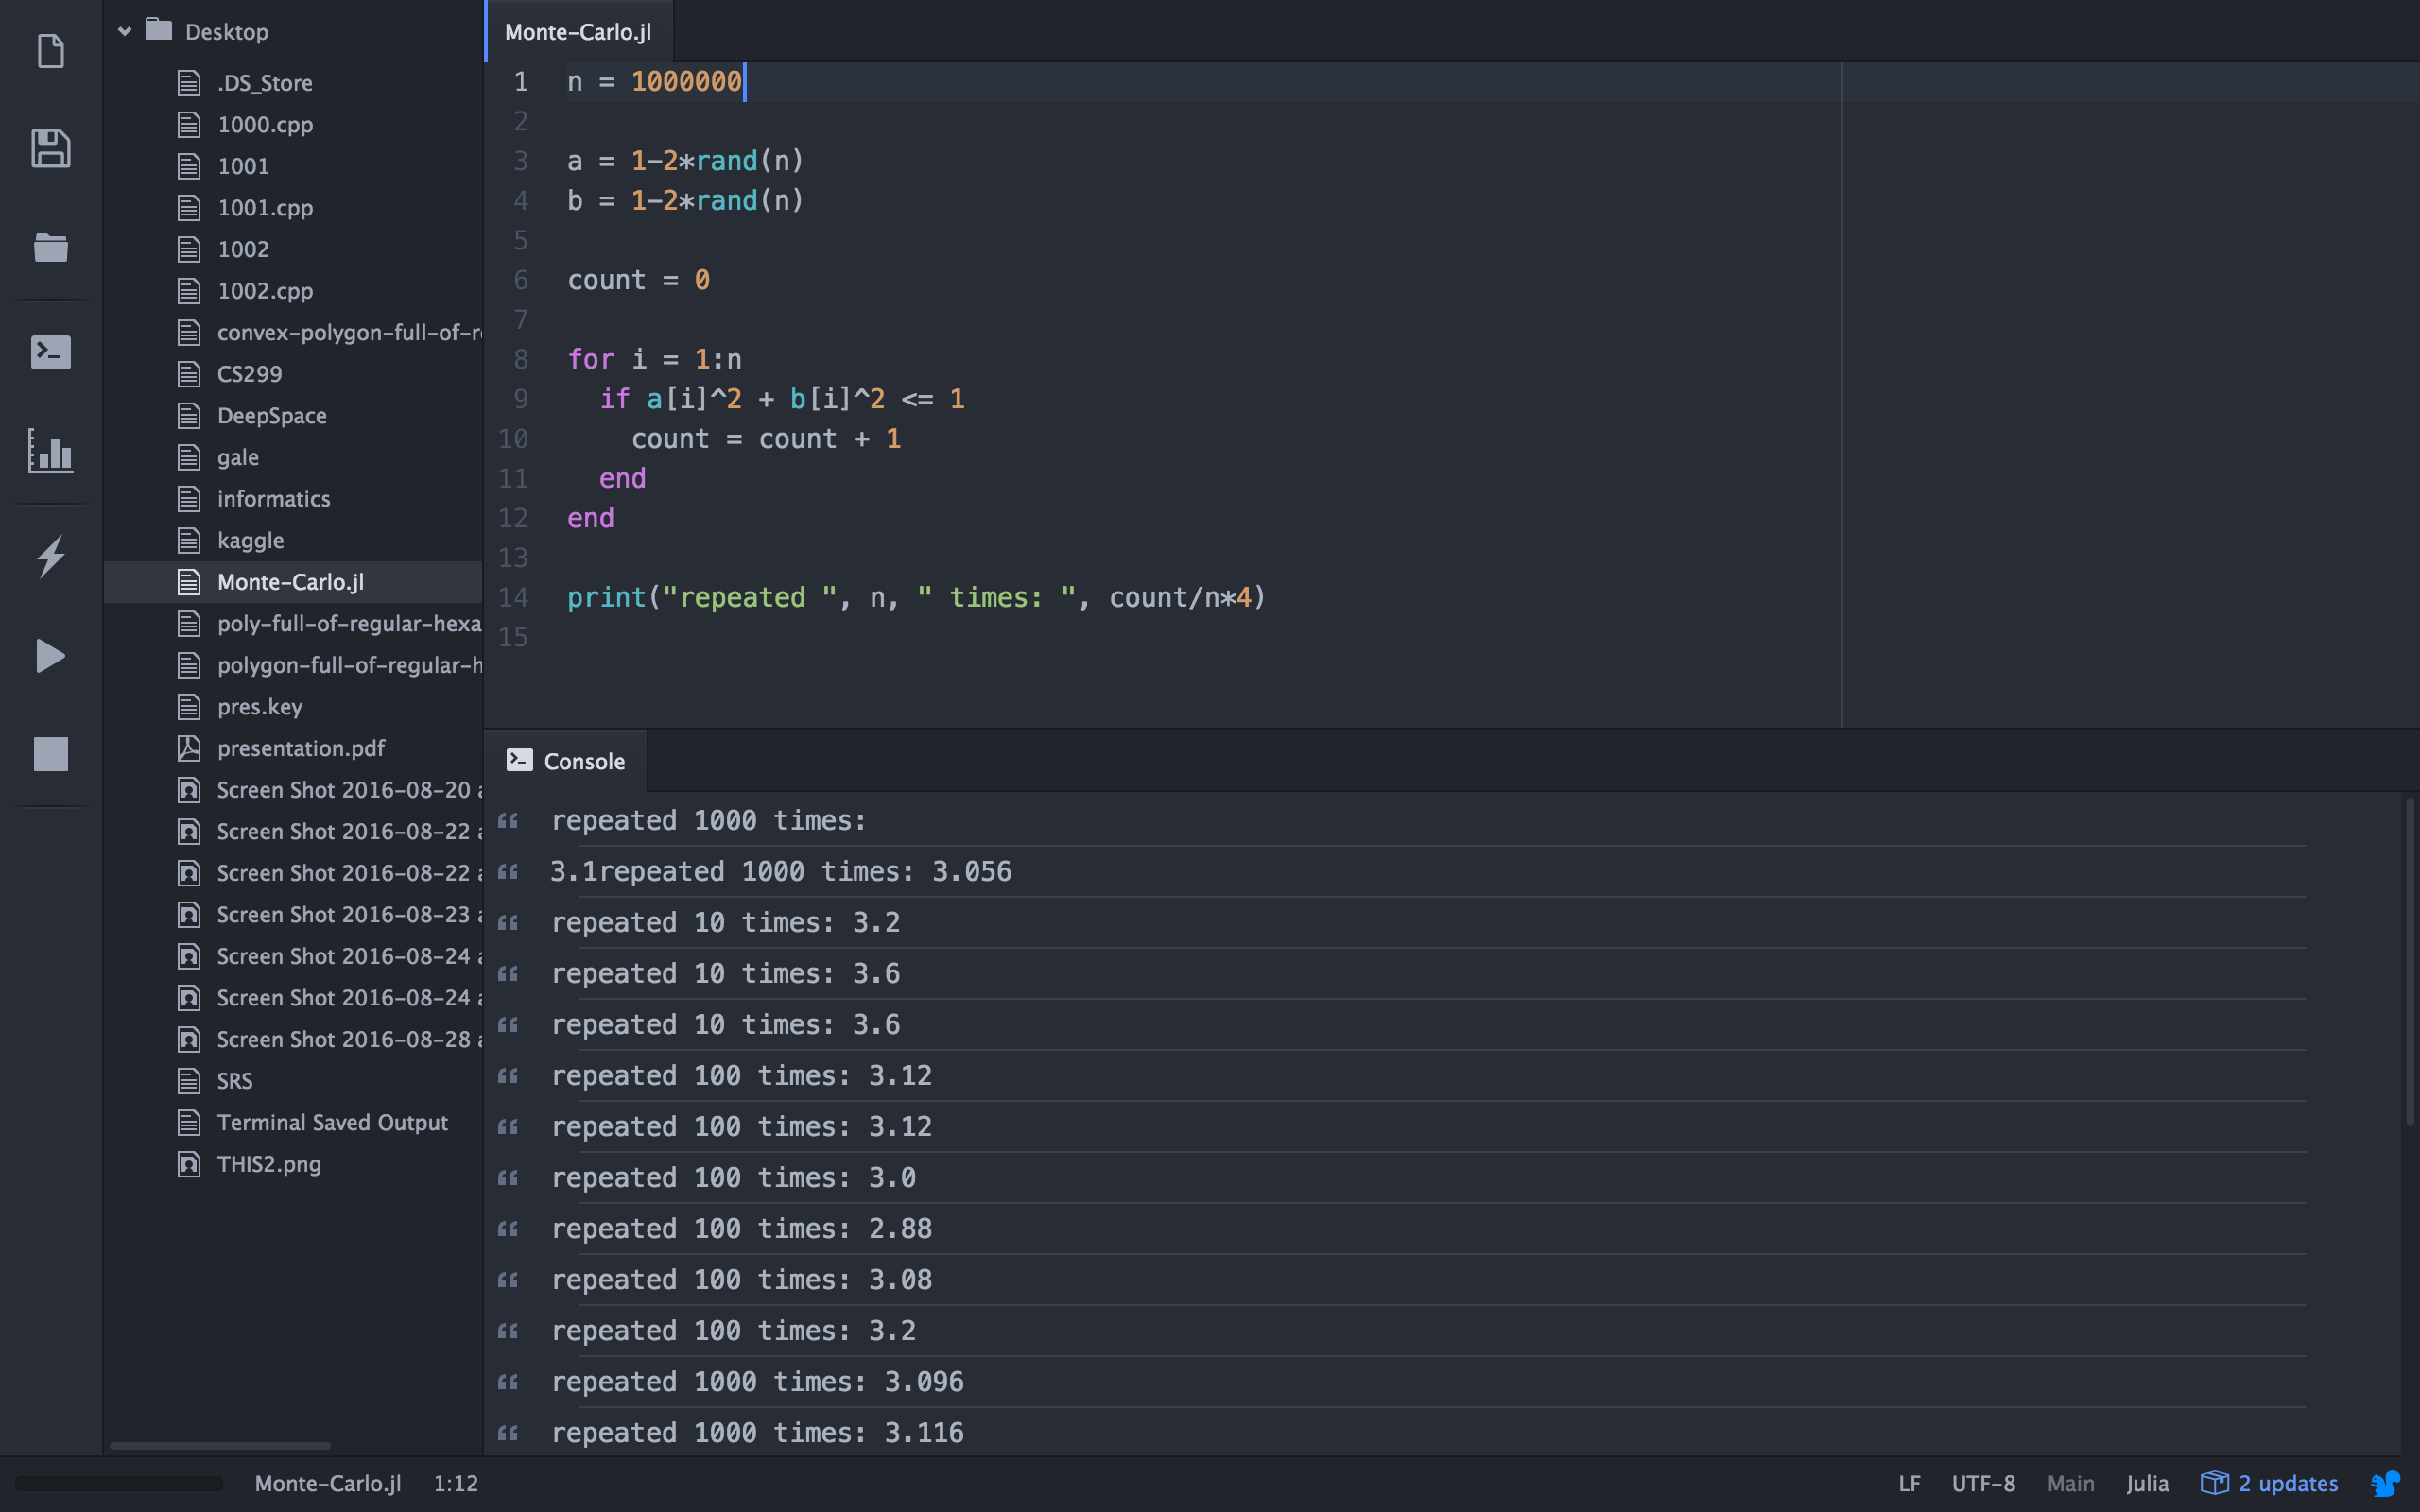 Desktop
.DS_Store
1000.cpp
1001
1001.cpp
1002
1002.cpp
convex-polygon-full-of-r
CS299
DeepSpace
gale
informatics
kaggle
Monte-Carlo.jl
poly-full-of-regular-hexa
polygon-full-of-regular-h
pres.key
presentation.pdf
Screen Shot 2016-08-20
Screen Shot 2016-08-22
Screen Shot 2016-08-22
Screen Shot 2016-08-23
Screen Shot 2016-08-24
Screen Shot 2016-08-24
Screen Shot 2016-08-28
SRS
Terminal Saved Output
THIS2.png
Monte-Carlo.jl
1 n = 1000000
2
3 a = 1-2*rand(n)
4 b = 1-2*rand(n)
5
6 count = 0
7
8 for i = 1:n
9   if a[i]^2 + b[i]^2 <= 1
10     count = count + 1
11   end
12 end
13
14 print("repeated ", n, " times: ", count/n*4)
15
Console
repeated 1000 times:
3.1repeated 1000 times: 3.056
repeated 10 times: 3.2
repeated 10 times: 3.6
repeated 10 times: 3.6
repeated 100 times: 3.12
repeated 100 times: 3.12
repeated 100 times: 3.0
repeated 100 times: 2.88
repeated 100 times: 3.08
repeated 100 times: 3.2
repeated 1000 times: 3.096
repeated 1000 times: 3.116
Monte-Carlo.jl 1:12 LF UTF-8 Main Julia 2 updates